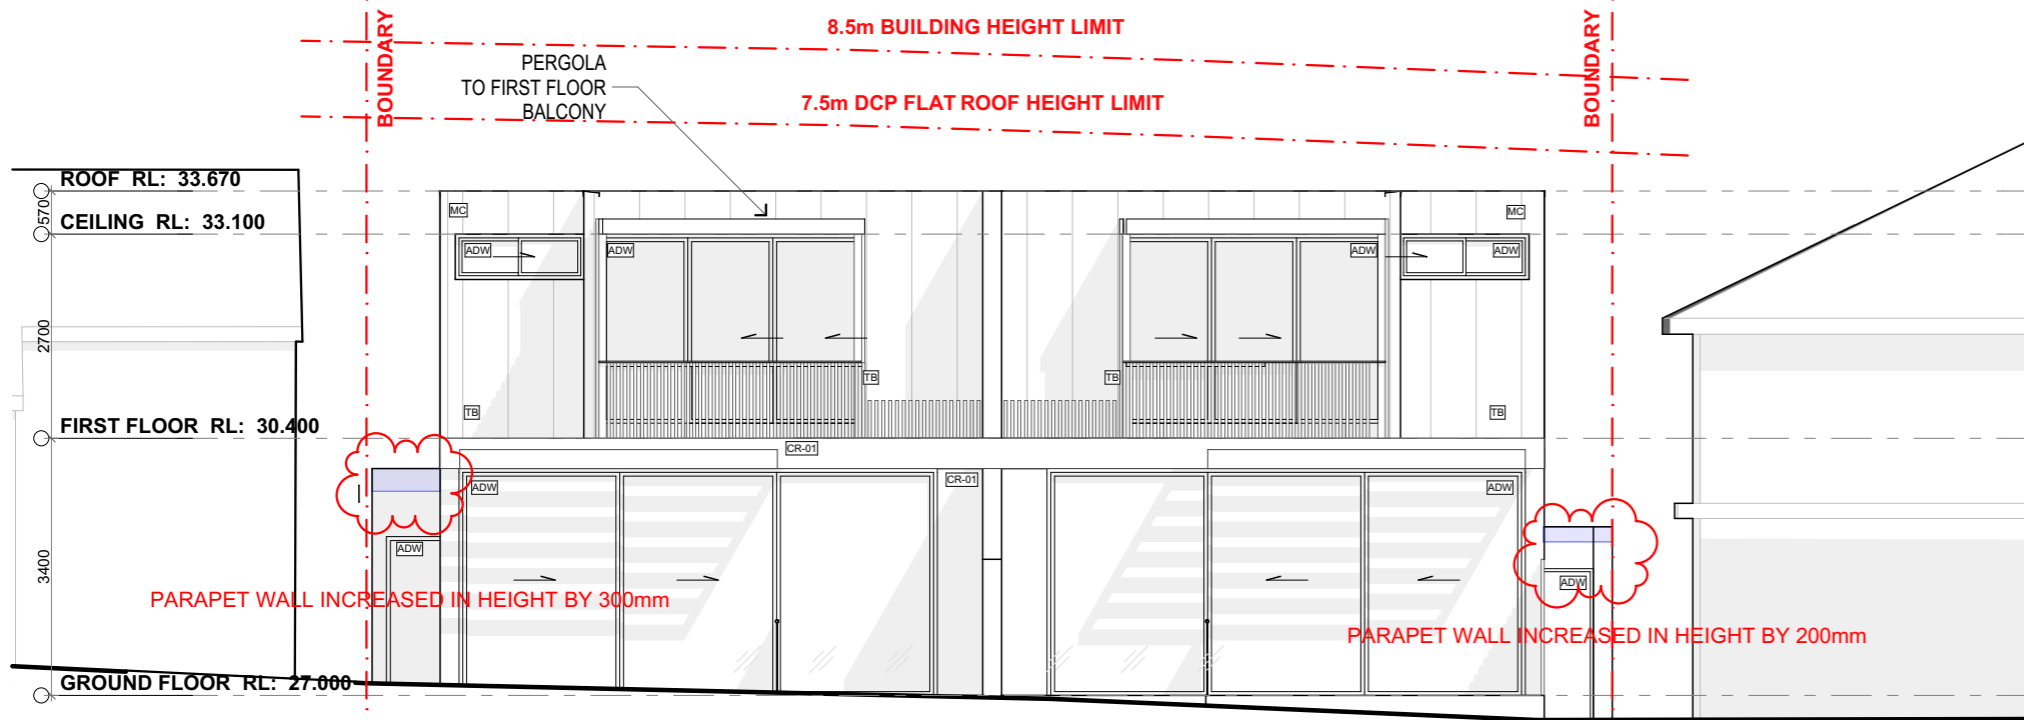 8.5m BUILDING HEIGHT LIMIT
BOUNDARY
BOUNDARY
PERGOLA
TO FIRST FLOOR
BALCONY
7.5m DCP FLAT ROOF HEIGHT LIMIT
ROOF RL: 33.670
570
CEILING RL: 33.100
MC
MC
ADW
ADW
ADW
ADW
2700
TB
TB
TB
TB
FIRST FLOOR RL: 30.400
CR-01
ADW
CR-01
ADW
ADW
3400
ADW
PARAPET WALL INCREASED IN HEIGHT BY 300mm
PARAPET WALL INCREASED IN HEIGHT BY 200mm
GROUND FLOOR RL: 27.000